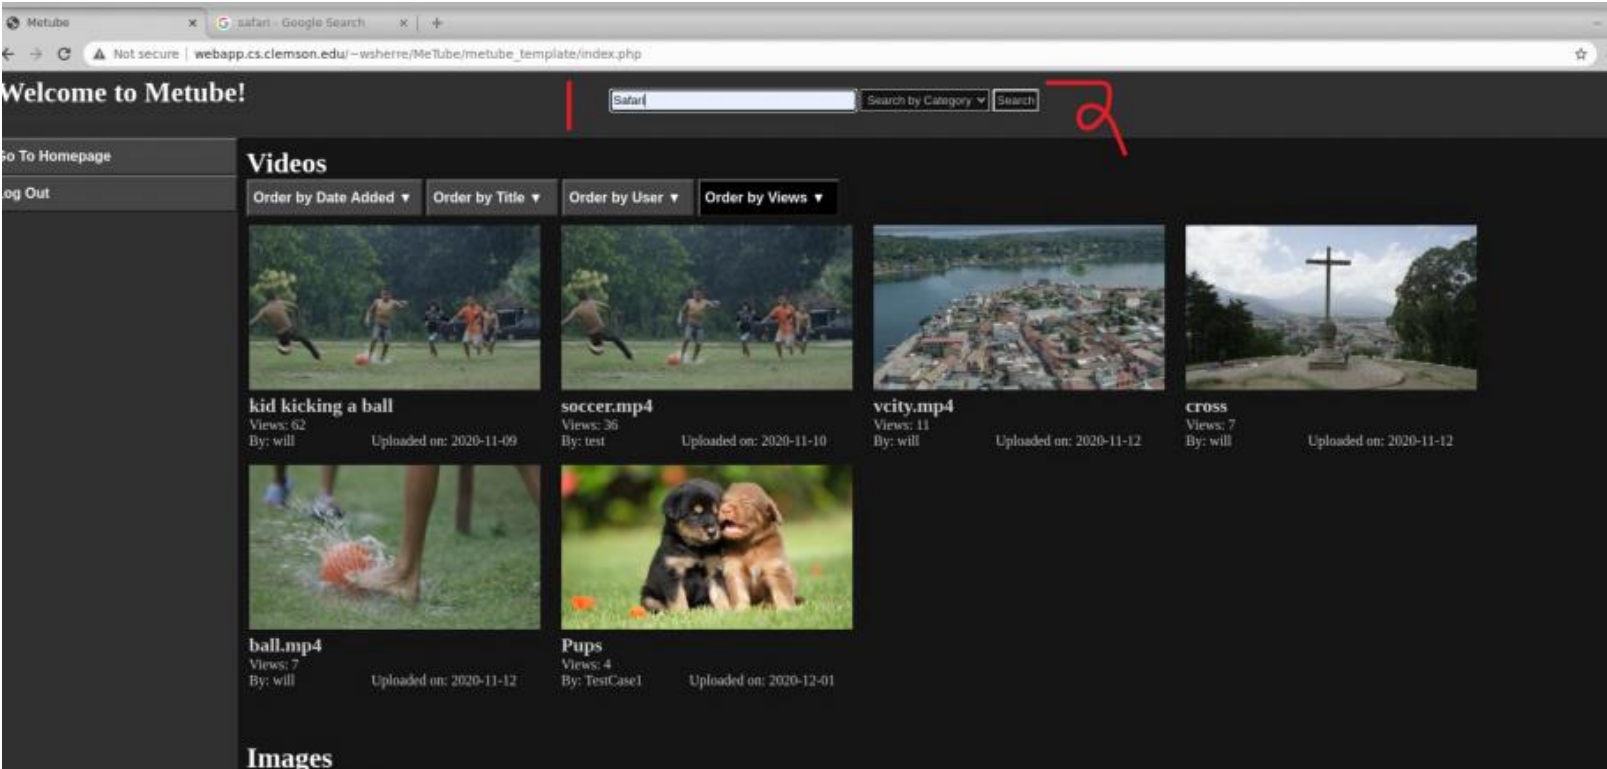 Metube × safari - Google Search × +
Not secure | webapp.cs.clemson.edu/~wsherre/MeTube/metube_template/index.php
Welcome to Metube!
1 Safari Search by Category Search 2
Go To Homepage
Log Out
Videos
Order by Date Added ▼ Order by Title ▼ Order by User ▼ Order by Views ▼
kid kicking a ball soccer.mp4 vcity.mp4 cross
Views: 62 Views: 36 Views: 11 Views: 7
By: will Uploaded on: 2020-11-09 By: test Uploaded on: 2020-11-10 By: will Uploaded on: 2020-11-12 By: will Uploaded on: 2020-11-12
ball.mp4 Pups
Views: 7 Views: 4
By: will Uploaded on: 2020-11-12 By: TestCase1 Uploaded on: 2020-12-01
Images